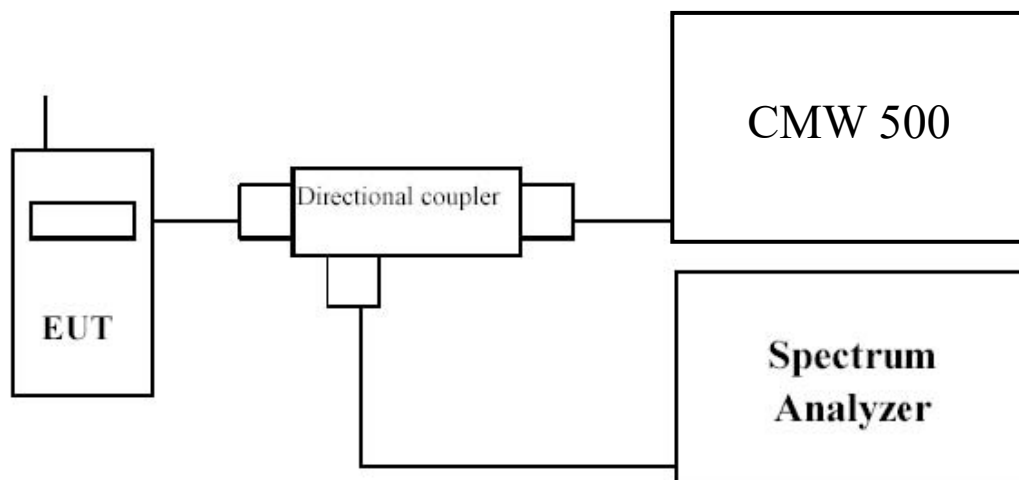 CMW 500
Directional coupler
EUT
Spectrum
Analyzer